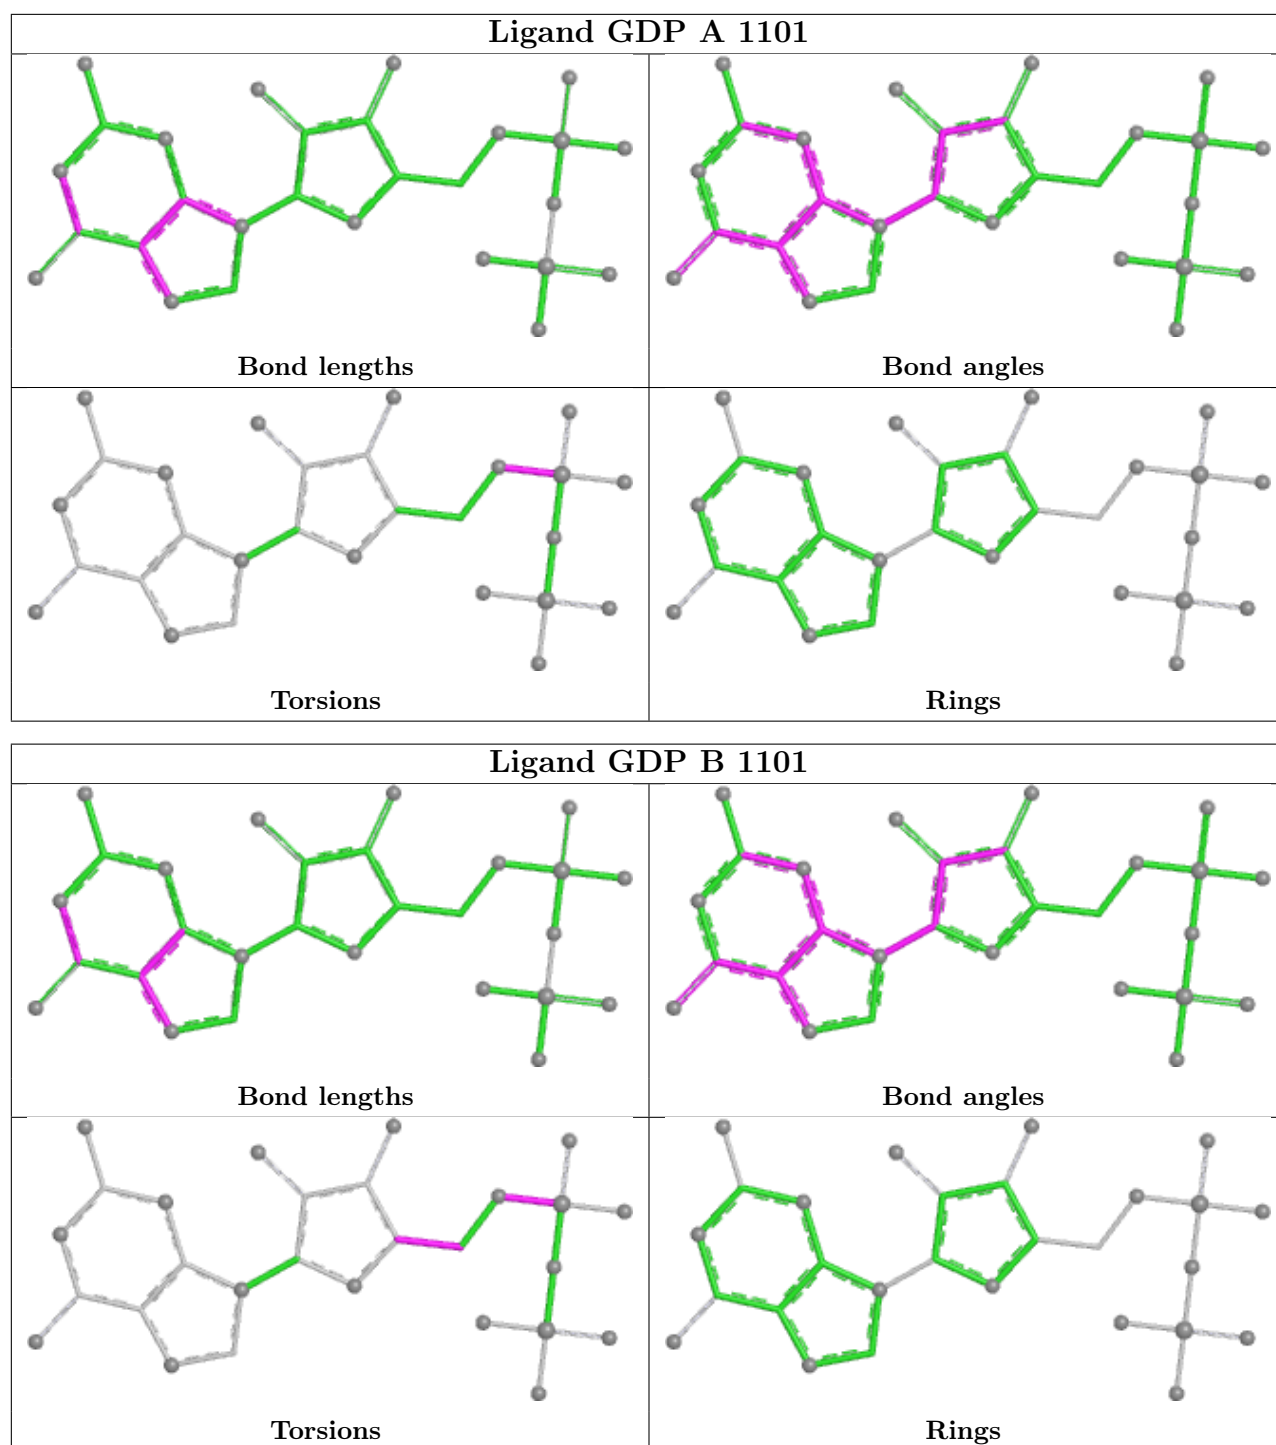 Ligand GDP A 1101
Bond lengths
Bond angles
Torsions
Rings
Ligand GDP B 1101
Bond lengths
Bond angles
Torsions
Rings